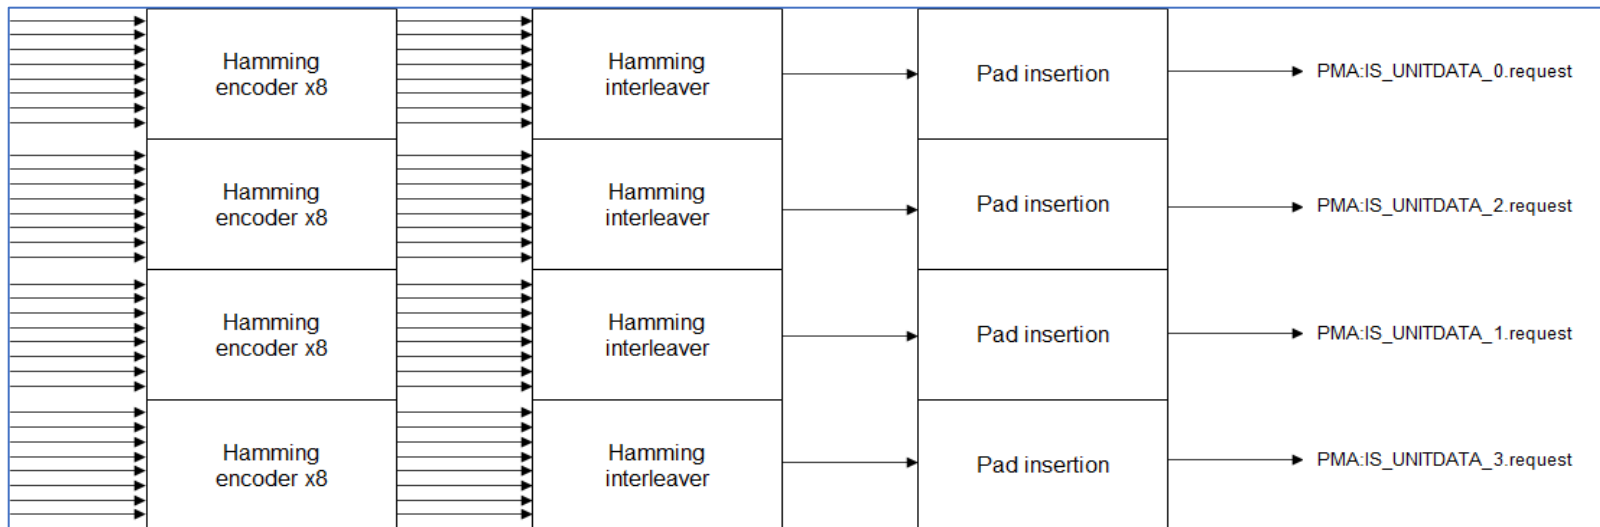 Hamming
encoder x8
Hamming
interleaver
Pad insertion
PMA:IS_UNITDATA_0.request
Hamming
encoder x8
Hamming
interleaver
Pad insertion
PMA:IS_UNITDATA_2.request
Hamming
encoder x8
Hamming
interleaver
Pad insertion
PMA:IS_UNITDATA_1.request
Hamming
encoder x8
Hamming
interleaver
Pad insertion
PMA:IS_UNITDATA_3.request